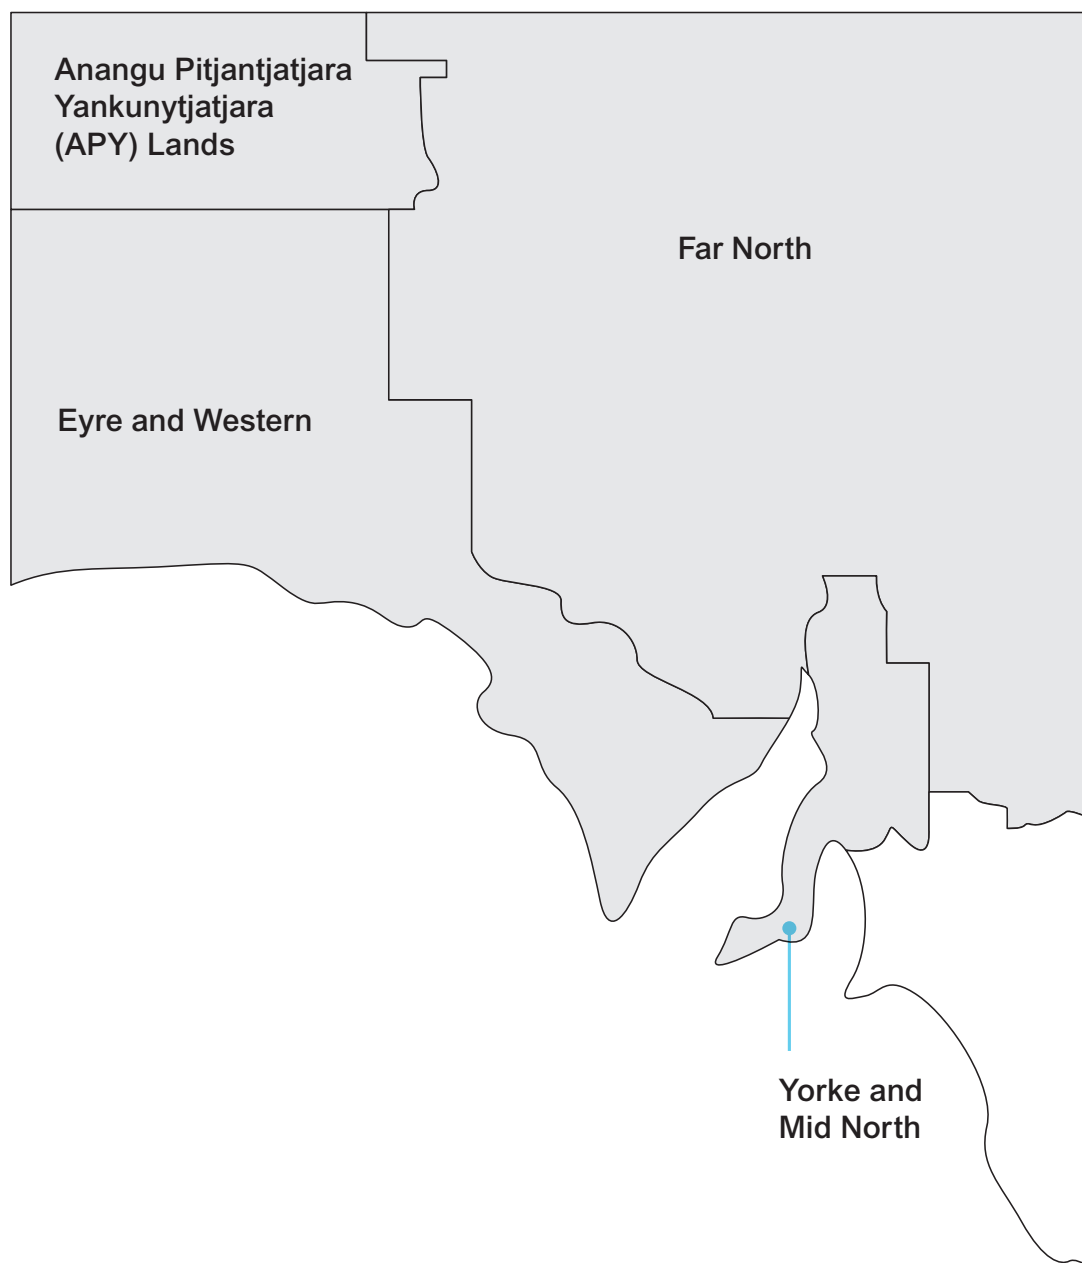 Anangu Pitjantjatjara
Yankunytjatjara
(APY) Lands
Far North
Eyre and Western
Yorke and
Mid North